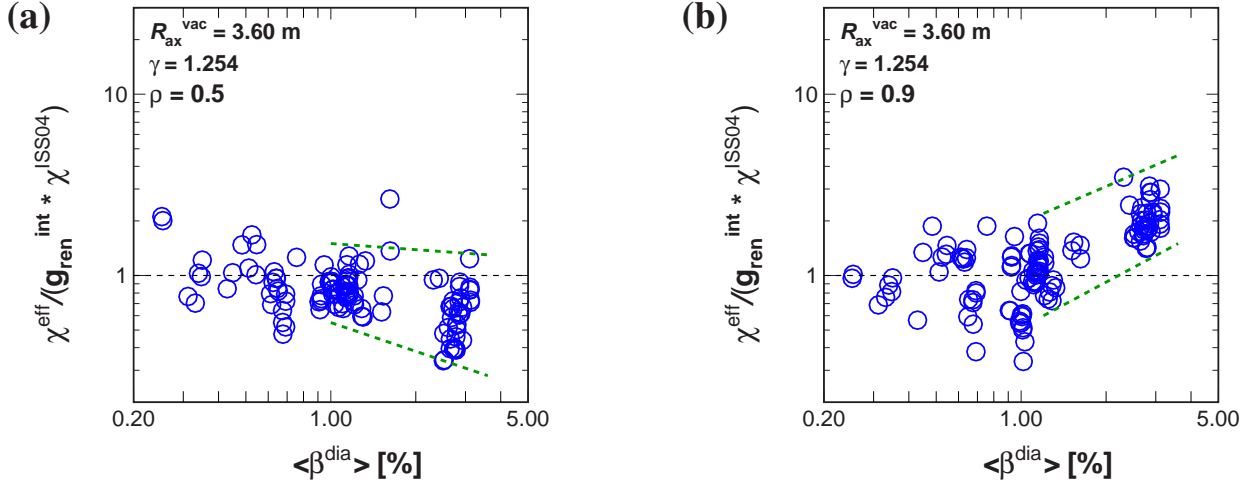 (a)
R_ax^vac = 3.60 m
γ = 1.254
ρ = 0.5
10
1
χ^eff/(g_ren^int * χ^ISS04)
0.20
1.00
5.00
<β^dia> [%]
(b)
R_ax^vac = 3.60 m
γ = 1.254
ρ = 0.9
10
1
χ^eff/(g_ren^int * χ^ISS04)
0.20
1.00
5.00
<β^dia> [%]